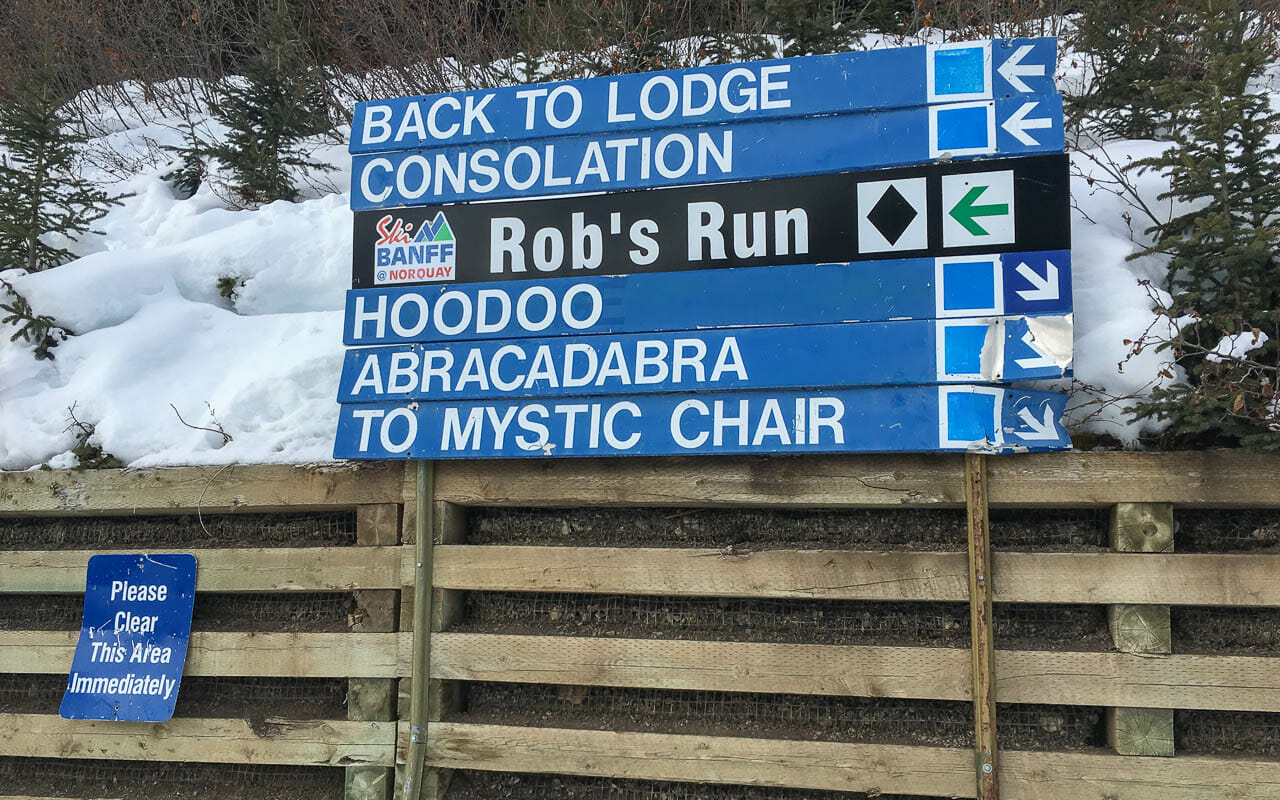 BACK TO LODGE
CONSOLATION
Ski
BANFF
@ NORQUAY
Rob's Run
HOODOO
ABRACADABRA
TO MYSTIC CHAIR
Please
Clear
This Area
Immediately